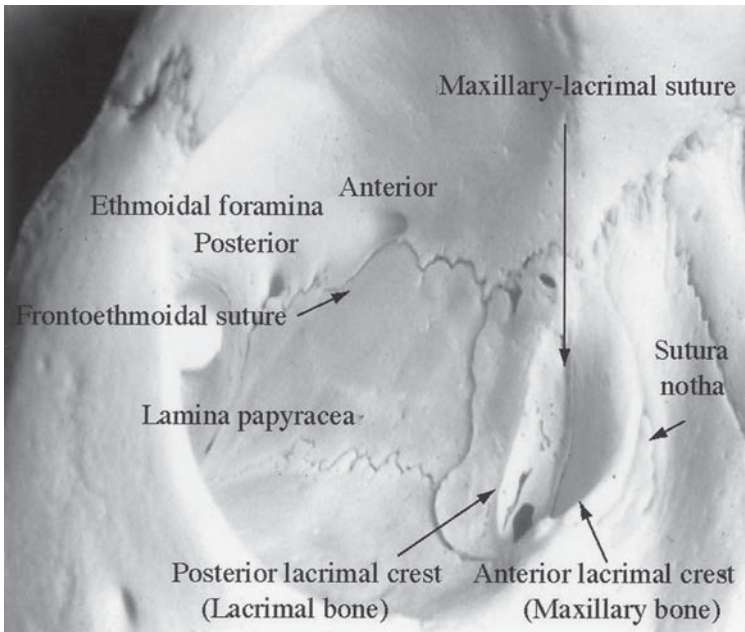 Maxillary-lacrimal suture
Anterior
Ethmoidal foramina
Posterior
Frontoethmoidal suture
Sutura
notha
Lamina papyracea
Posterior lacrimal crest
(Lacrimal bone)
Anterior lacrimal crest
(Maxillary bone)